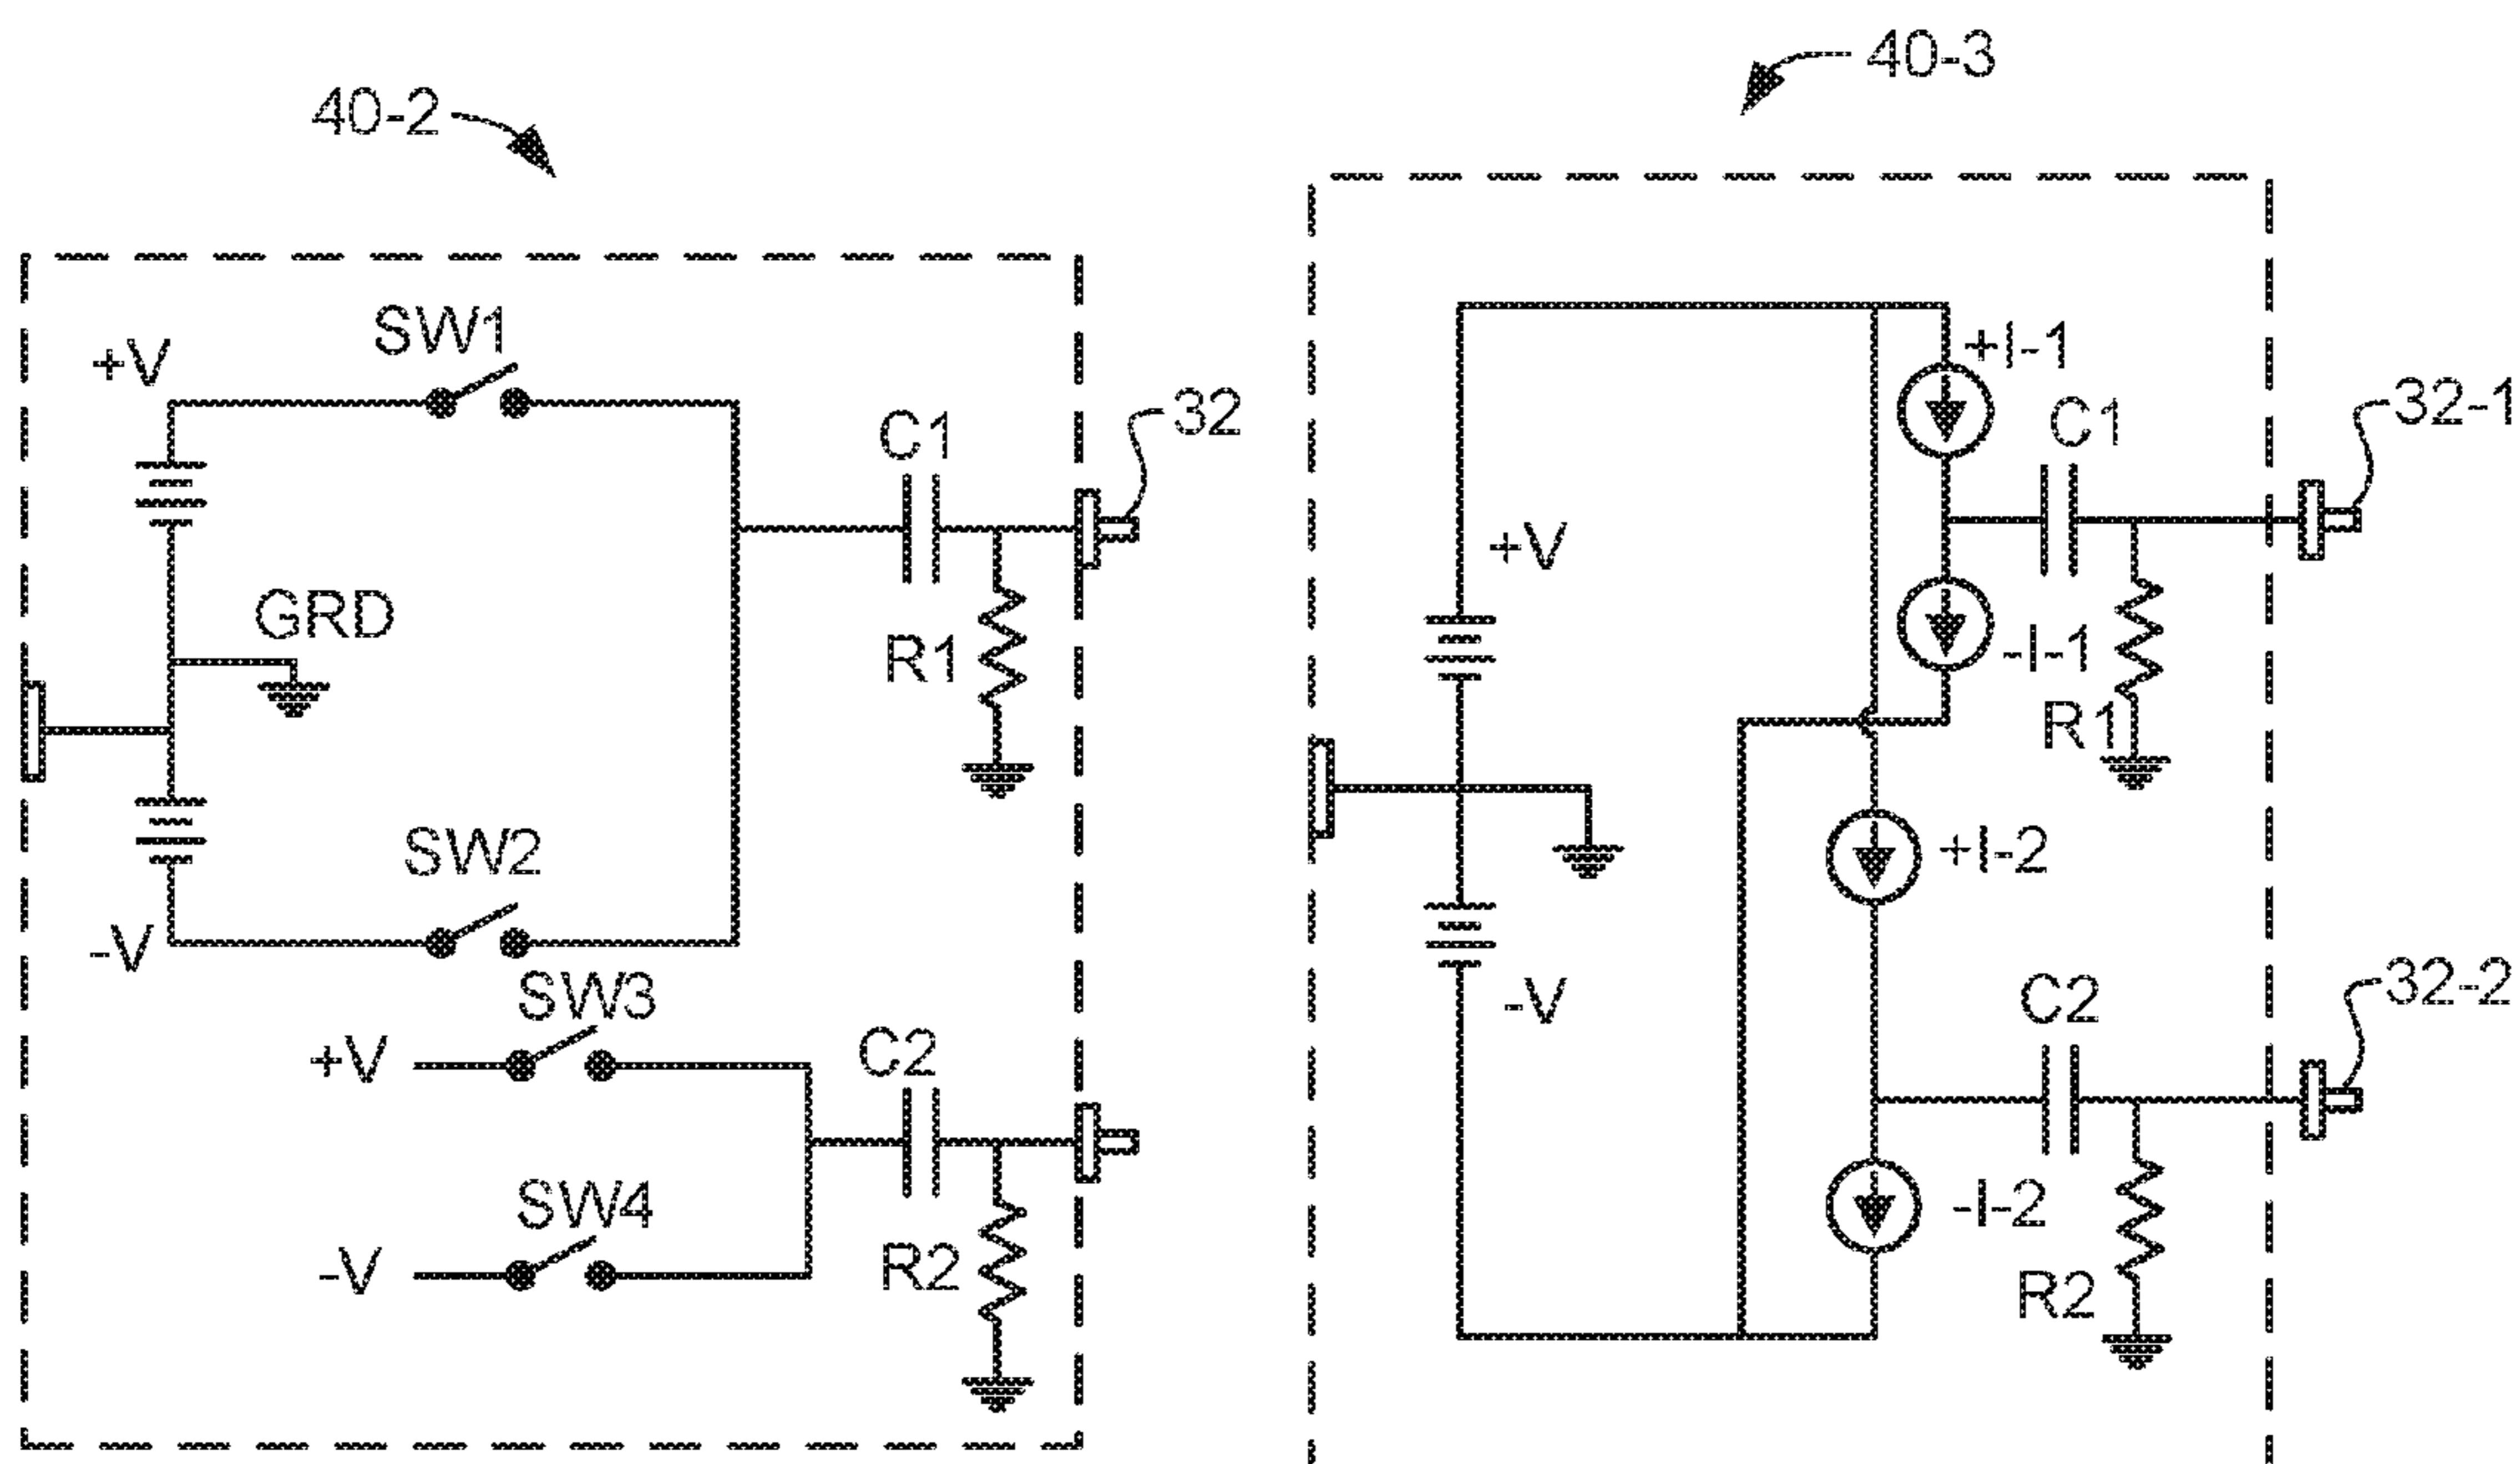 40-2
+V
SW1
C1
32
GRD
R1
SW2
-V
SW3
+V
C2
SW4
-V
R2
40-3
+I-1
C1
32-1
+V
-I-1
R1
+I-2
-V
C2
32-2
-I-2
R2